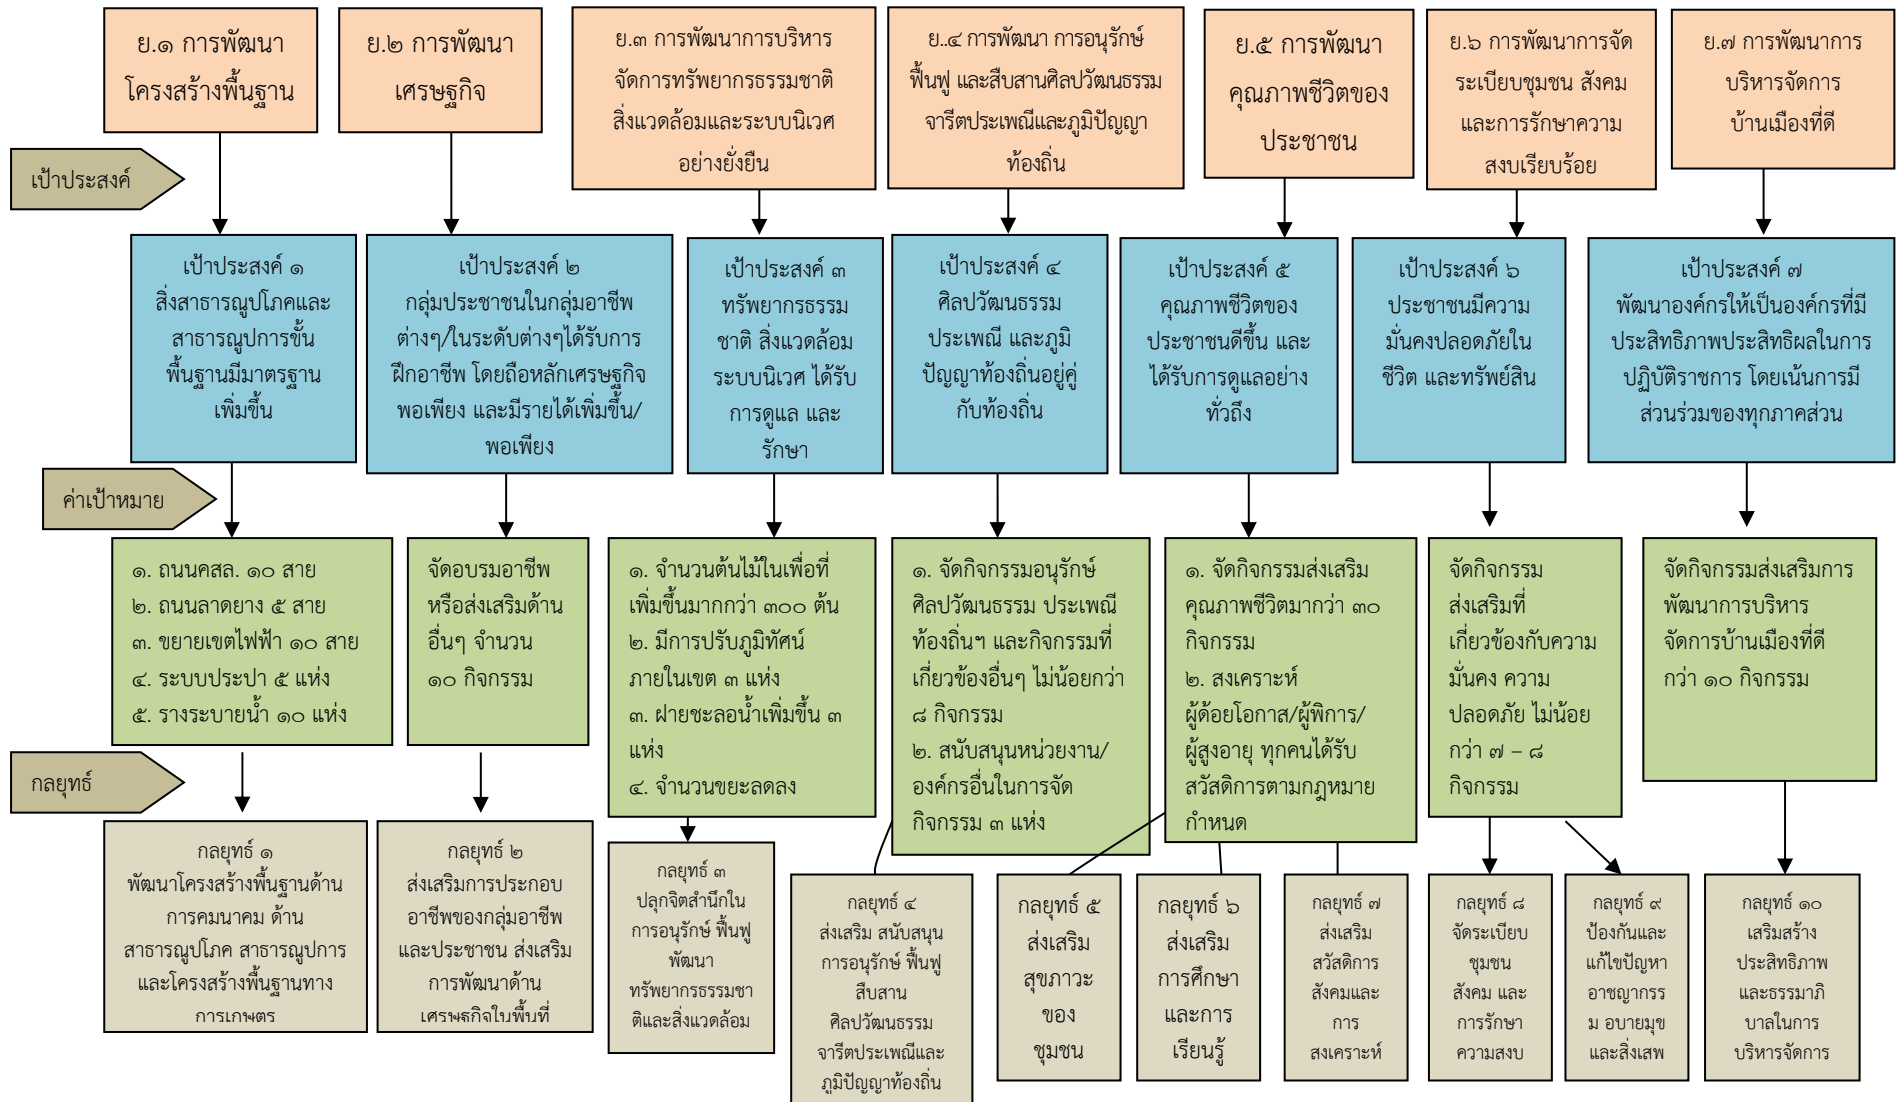 ย.๑ การพัฒนา
โครงสร้างพื้นฐาน
ย.๒ การพัฒนา
เศรษฐกิจ
ย.๓ การพัฒนาการบริหาร
จัดการทรัพยากรธรรมชาติ
สิ่งแวดล้อมและระบบนิเวศ
อย่างยั่งยืน
ย.๔ การพัฒนา การอนุรักษ์
ฟื้นฟู และสืบสานศิลปวัฒนธรรม
จารีตประเพณีและภูมิปัญญา
ท้องถิ่น
ย.๕ การพัฒนา
คุณภาพชีวิตของ
ประชาชน
ย.๖ การพัฒนาการจัด
ระเบียบชุมชน สังคม
และการรักษาความ
สงบเรียบร้อย
ย.๗ การพัฒนาการ
บริหารจัดการ
บ้านเมืองที่ดี
เป้าประสงค์
เป้าประสงค์ ๑
สิ่งสาธารณูปโภคและ
สาธารณูปการขั้น
พื้นฐานมีมาตรฐาน
เพิ่มขึ้น
เป้าประสงค์ ๒
กลุ่มประชาชนในกลุ่มอาชีพ
ต่างๆ/ในระดับต่างๆได้รับการ
ฝึกอาชีพ โดยถือหลักเศรษฐกิจ
พอเพียง และมีรายได้เพิ่มขึ้น/
พอเพียง
เป้าประสงค์ ๓
ทรัพยากรธรรม
ชาติ สิ่งแวดล้อม
ระบบนิเวศ ได้รับ
การดูแล และ
รักษา
เป้าประสงค์ ๔
ศิลปวัฒนธรรม
ประเพณี และภูมิ
ปัญญาท้องถิ่นอยู่คู่
กับท้องถิ่น
เป้าประสงค์ ๕
คุณภาพชีวิตของ
ประชาชนดีขึ้น และ
ได้รับการดูแลอย่าง
ทั่วถึง
เป้าประสงค์ ๖
ประชาชนมีความ
มั่นคงปลอดภัยใน
ชีวิต และทรัพย์สิน
เป้าประสงค์ ๗
พัฒนาองค์กรให้เป็นองค์กรที่มี
ประสิทธิภาพประสิทธิผลในการ
ปฏิบัติราชการ โดยเน้นการมี
ส่วนร่วมของทุกภาคส่วน
ค่าเป้าหมาย
๑. ถนนคสล. ๑๐ สาย
๒. ถนนลาดยาง ๕ สาย
๓. ขยายเขตไฟฟ้า ๑๐ สาย
๔. ระบบประปา ๕ แห่ง
๕. รางระบายน้ำ ๑๐ แห่ง
จัดอบรมอาชีพ
หรือส่งเสริมด้าน
อื่นๆ จำนวน
๑๐ กิจกรรม
๑. จำนวนต้นไม้ในเพื่อที่
เพิ่มขึ้นมากกว่า ๓๐๐ ต้น
๒. มีการปรับภูมิทัศน์
ภายในเขต ๓ แห่ง
๓. ฝายชะลอน้ำเพิ่มขึ้น ๓
แห่ง
๔. จำนวนขยะลดลง
๑. จัดกิจกรรมอนุรักษ์
ศิลปวัฒนธรรม ประเพณี
ท้องถิ่นฯ และกิจกรรมที่
เกี่ยวข้องอื่นๆ ไม่น้อยกว่า
๘ กิจกรรม
๒. สนับสนุนหน่วยงาน/
องค์กรอื่นในการจัด
กิจกรรม ๓ แห่ง
๑. จัดกิจกรรมส่งเสริม
คุณภาพชีวิตมากว่า ๓๐
กิจกรรม
๒. สงเคราะห์
ผู้ด้อยโอกาส/ผู้พิการ/
ผู้สูงอายุ ทุกคนได้รับ
สวัสดิการตามกฎหมาย
กำหนด
จัดกิจกรรม
ส่งเสริมที่
เกี่ยวข้องกับความ
มั่นคง ความ
ปลอดภัย ไม่น้อย
กว่า ๗ – ๘
กิจกรรม
จัดกิจกรรมส่งเสริมการ
พัฒนาการบริหาร
จัดการบ้านเมืองที่ดี
กว่า ๑๐ กิจกรรม
กลยุทธ์
กลยุทธ์ ๑
พัฒนาโครงสร้างพื้นฐานด้าน
การคมนาคม ด้าน
สาธารณูปโภค สาธารณูปการ
และโครงสร้างพื้นฐานทาง
การเกษตร
กลยุทธ์ ๒
ส่งเสริมการประกอบ
อาชีพของกลุ่มอาชีพ
และประชาชน ส่งเสริม
การพัฒนาด้าน
เศรษฐกิจในพื้นที่
กลยุทธ์ ๓
ปลุกจิตสำนึกใน
การอนุรักษ์ ฟื้นฟู
พัฒนา
ทรัพยากรธรรมชา
ติและสิ่งแวดล้อม
กลยุทธ์ ๔
ส่งเสริม สนับสนุน
การอนุรักษ์ ฟื้นฟู
สืบสาน
ศิลปวัฒนธรรม
จารีตประเพณีและ
ภูมิปัญญาท้องถิ่น
กลยุทธ์ ๕
ส่งเสริม
สุขภาวะ
ของ
ชุมชน
กลยุทธ์ ๖
ส่งเสริม
การศึกษา
และการ
เรียนรู้
กลยุทธ์ ๗
ส่งเสริม
สวัสดิการ
สังคมและ
การ
สงเคราะห์
กลยุทธ์ ๘
จัดระเบียบ
ชุมชน
สังคม และ
การรักษา
ความสงบ
กลยุทธ์ ๙
ป้องกันและ
แก้ไขปัญหา
อาชญากรร
ม อบายมุข
และสิ่งเสพ
กลยุทธ์ ๑๐
เสริมสร้าง
ประสิทธิภาพ
และธรรมาภิ
บาลในการ
บริหารจัดการ